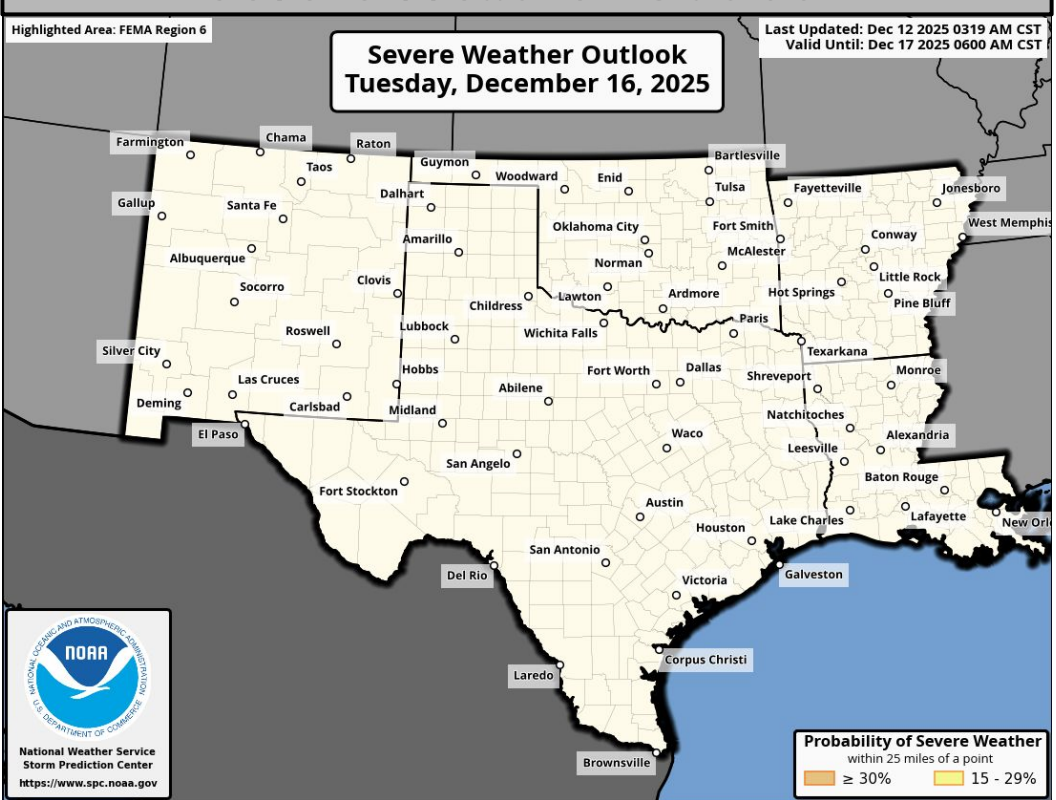 Highlighted Area: FEMA Region 6
Last Updated: Dec 12 2025 0319 AM CST
Valid Until: Dec 17 2025 0600 AM CST
Severe Weather Outlook
Tuesday, December 16, 2025
Farmington
Chama
Raton
Taos
Guymon
Woodward
Enid
Bartlesville
Tulsa
Fayetteville
Jonesboro
Gallup
Santa Fe
Dalhart
Oklahoma City
Fort Smith
West Memphis
Albuquerque
Amarillo
Norman
McAlester
Conway
Socorro
Clovis
Childress
Lawton
Ardmore
Hot Springs
Little Rock
Pine Bluff
Roswell
Lubbock
Wichita Falls
Paris
Texarkana
Silver City
Las Cruces
Hobbs
Abilene
Fort Worth
Dallas
Shreveport
Monroe
Deming
Carlsbad
Midland
Natchitoches
El Paso
San Angelo
Waco
Leesville
Alexandria
Fort Stockton
Baton Rouge
Austin
Houston
Lake Charles
Lafayette
New Orl
San Antonio
Del Rio
Victoria
Galveston
Laredo
Corpus Christi
Brownsville
NATIONAL OCEANIC AND ATMOSPHERIC ADMINISTRATION
NOAA
U.S. DEPARTMENT OF COMMERCE
National Weather Service
Storm Prediction Center
https://www.spc.noaa.gov
Probability of Severe Weather
within 25 miles of a point
≥ 30%
15 - 29%